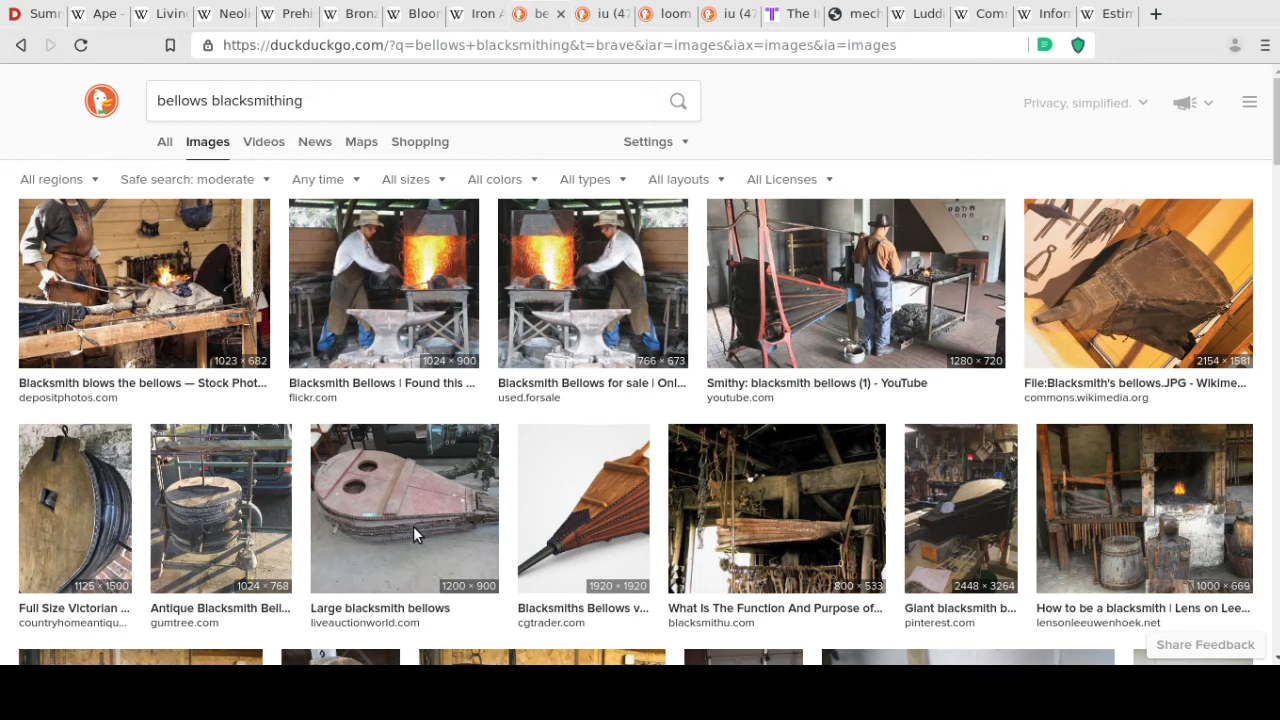 Sumr
Ape -
Livin
Neoli
Prehi
Bronz
Bloor
Iron A
be
iu (47
loom
iu (47
The I
mech
Luddi
Com
Infor
Estim
https://duckduckgo.com/?q=bellows+blacksmithing&t=brave&iar=images&iax=images&ia=images
bellows blacksmithing
Privacy, simplified.
All Images Videos News Maps Shopping Settings
All regions Safe search: moderate Any time All sizes All colors All types All layouts All Licenses
1023 × 682
1024 × 900
766 × 673
1280 × 720
2154 × 1581
Blacksmith blows the bellows — Stock Phot...
depositphotos.com
Blacksmith Bellows | Found this ...
flickr.com
Blacksmith Bellows for sale | Onl...
used.forsale
Smithy: blacksmith bellows (1) - YouTube
youtube.com
File:Blacksmith's bellows.JPG - Wikime...
commons.wikimedia.org
1125 × 1500
1024 × 768
1200 × 900
1920 × 1920
800 × 533
2448 × 3264
1000 × 669
Full Size Victorian ...
countryhomeantiqu...
Antique Blacksmith Bell...
gumtree.com
Large blacksmith bellows
liveauctionworld.com
Blacksmiths Bellows v...
cgtrader.com
What Is The Function And Purpose of...
blacksmithu.com
Giant blacksmith b...
pinterest.com
How to be a blacksmith | Lens on Lee...
lensonleeuwenhoek.net
Share Feedback